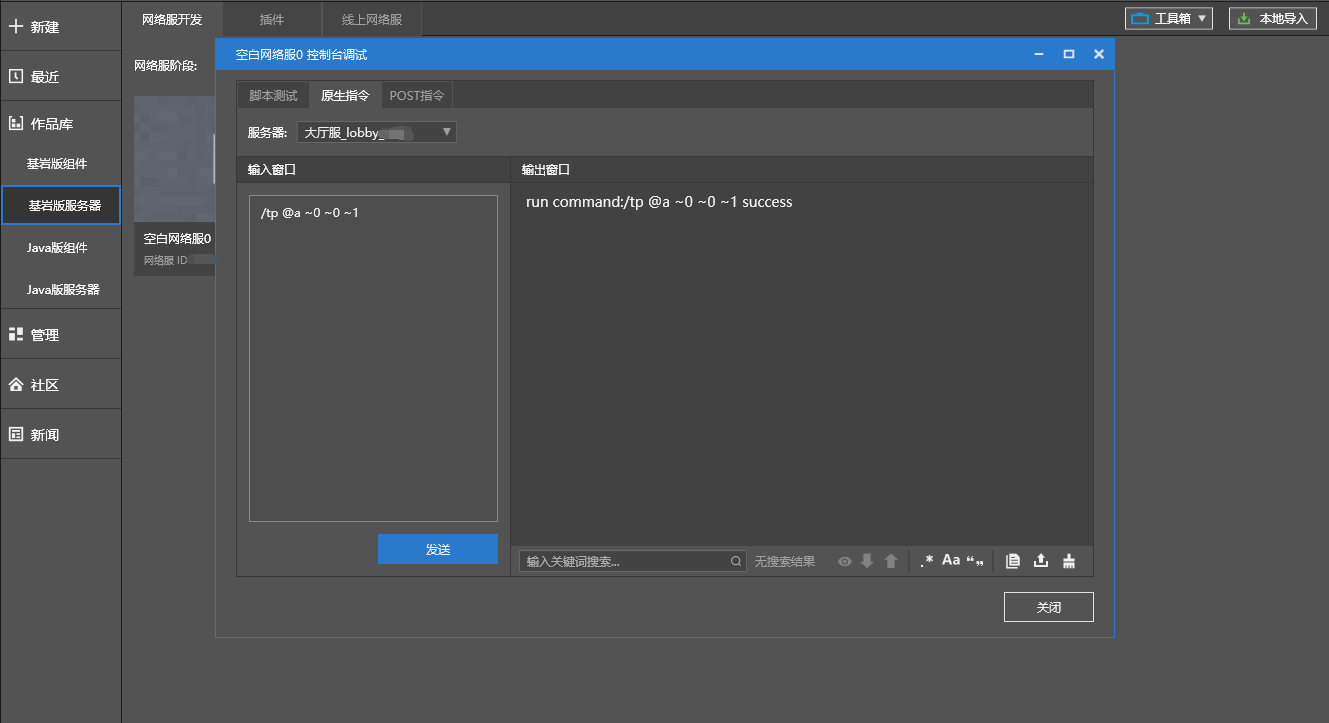 新建
最近
作品库
基岩版组件
基岩版服务器
Java版组件
Java版服务器
管理
社区
新闻
网络服开发
插件
线上网络服
工具箱
本地导入
网络服阶段:
空白网络服0
网络服 ID
空白网络服0 控制台调试
脚本测试
原生指令
POST指令
服务器:
大厅服_lobby_
输入窗口
输出窗口
/tp @a ~0 ~0 ~1
run command:/tp @a ~0 ~0 ~1 success
发送
输入关键词搜索...
无搜索结果
.* Aa “„
关闭